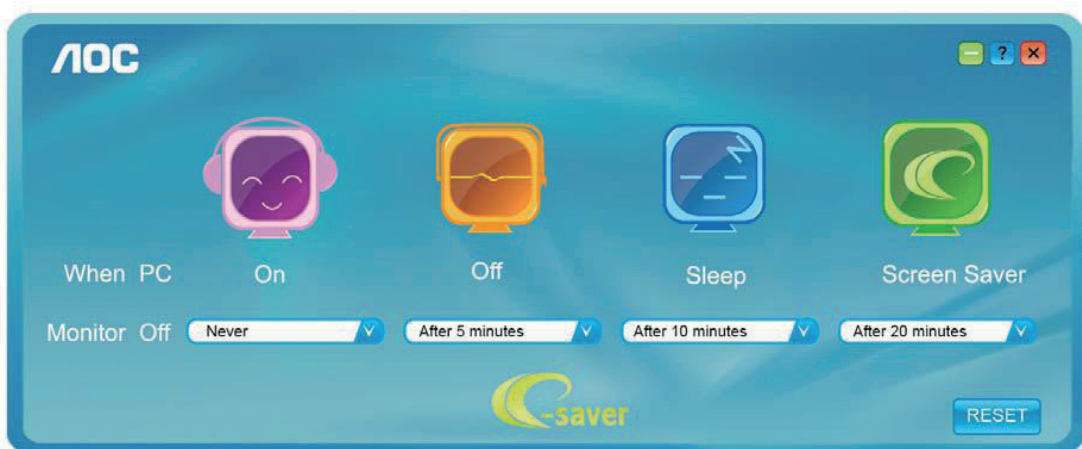 AOC
?
When PC On Off Sleep Screen Saver
Monitor Off Never After 5 minutes After 10 minutes After 20 minutes
e-saver
RESET